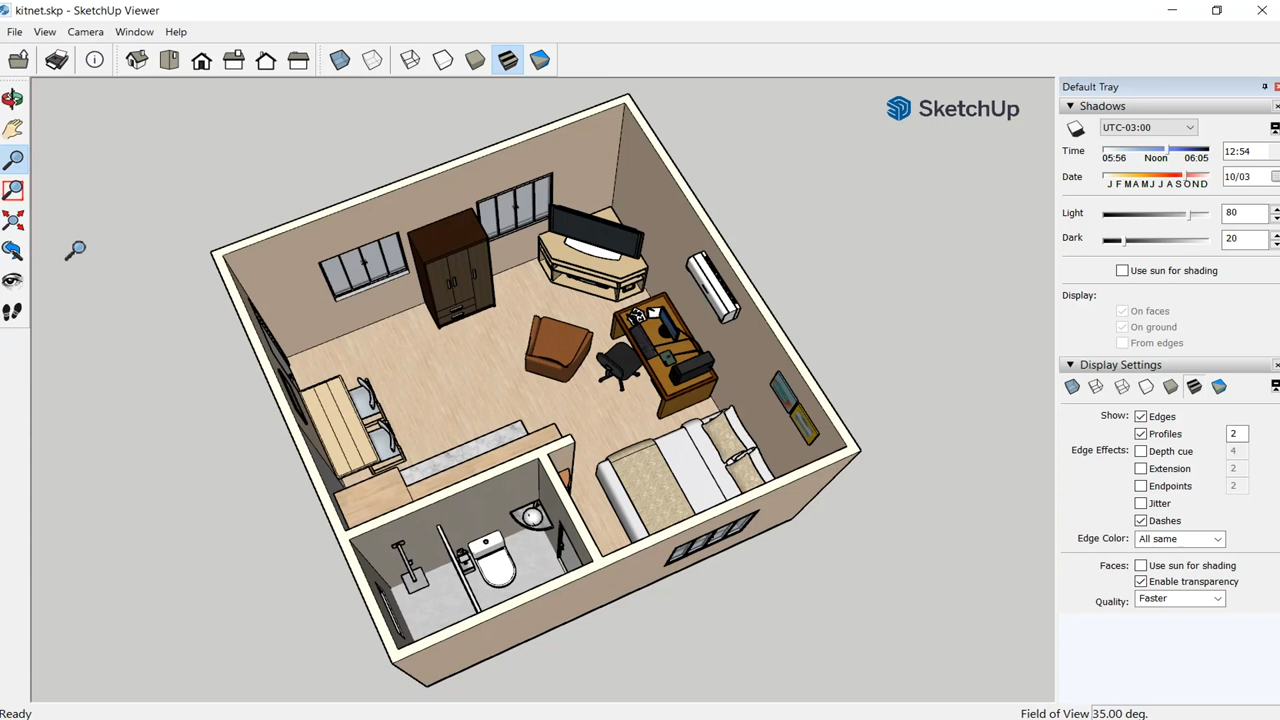 kitnet.skp - SketchUp Viewer
File View Camera Window Help
SketchUp
Default Tray
Shadows
UTC-03:00
Time 05:56 Noon 06:05 12:54
Date J F M A M J J A S O N D 10/03
Light 80
Dark 20
Use sun for shading
Display:
On faces
On ground
From edges
Display Settings
Show: Edges
Profiles 2
Edge Effects: Depth cue 4
Extension 2
Endpoints 2
Jitter
Dashes
Edge Color: All same
Faces: Use sun for shading
Enable transparency
Quality: Faster
Ready
Field of View 35.00 deg.